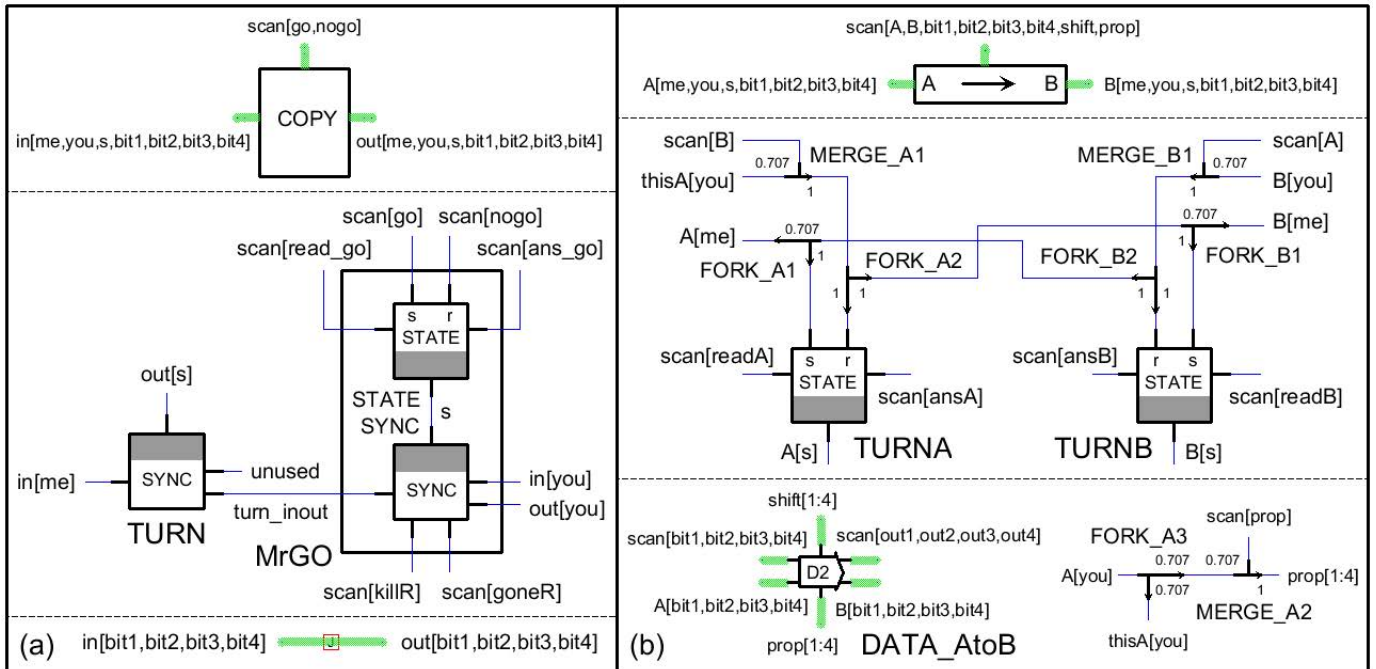 scan[go,nogo]
COPY
in[me,you,s,bit1,bit2,bit3,bit4]
out[me,you,s,bit1,bit2,bit3,bit4]
scan[go]
scan[nogo]
scan[read_go]
scan[ans_go]
s
r
STATE
out[s]
STATE
SYNC
s
in[me]
SYNC
unused
turn_inout
TURN
SYNC
in[you]
out[you]
MrGO
scan[killR]
scan[goneR]
(a)
in[bit1,bit2,bit3,bit4]
J
out[bit1,bit2,bit3,bit4]
scan[A,B,bit1,bit2,bit3,bit4,shift,prop]
A[me,you,s,bit1,bit2,bit3,bit4]
A
B
B[me,you,s,bit1,bit2,bit3,bit4]
scan[B]
0.707
MERGE_A1
MERGE_B1
0.707
scan[A]
thisA[you]
1
1
B[you]
A[me]
0.707
0.707
B[me]
1
FORK_A1
FORK_A2
FORK_B2
1
FORK_B1
1
1
1
1
scan[readA]
s
r
STATE
scan[ansA]
scan[ansB]
r
s
STATE
scan[readB]
A[s]
TURNA
TURNB
B[s]
shift[1:4]
scan[bit1,bit2,bit3,bit4]
scan[out1,out2,out3,out4]
D2
A[bit1,bit2,bit3,bit4]
B[bit1,bit2,bit3,bit4]
(b)
prop[1:4]
DATA_AtoB
scan[prop]
FORK_A3
0.707
0.707
A[you]
0.707
1
prop[1:4]
MERGE_A2
thisA[you]